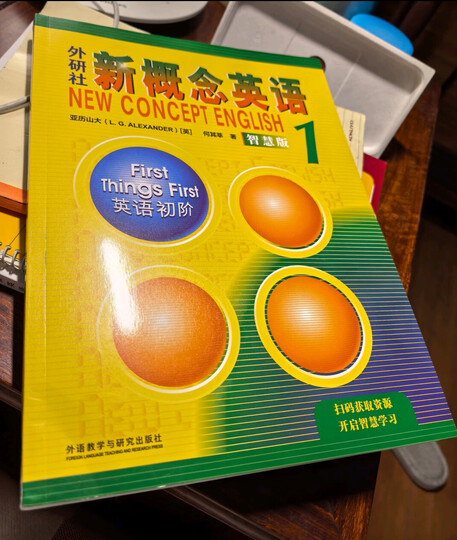 外研社
新概念英语
NEW CONCEPT ENGLISH
亚历山大（L. G. ALEXANDER）[英] 何其莘 著
智慧版
1
First
Things First
英语初阶
扫码获取资源
开启智慧学习
外语教学与研究出版社
FOREIGN LANGUAGE TEACHING AND RESEARCH PRESS